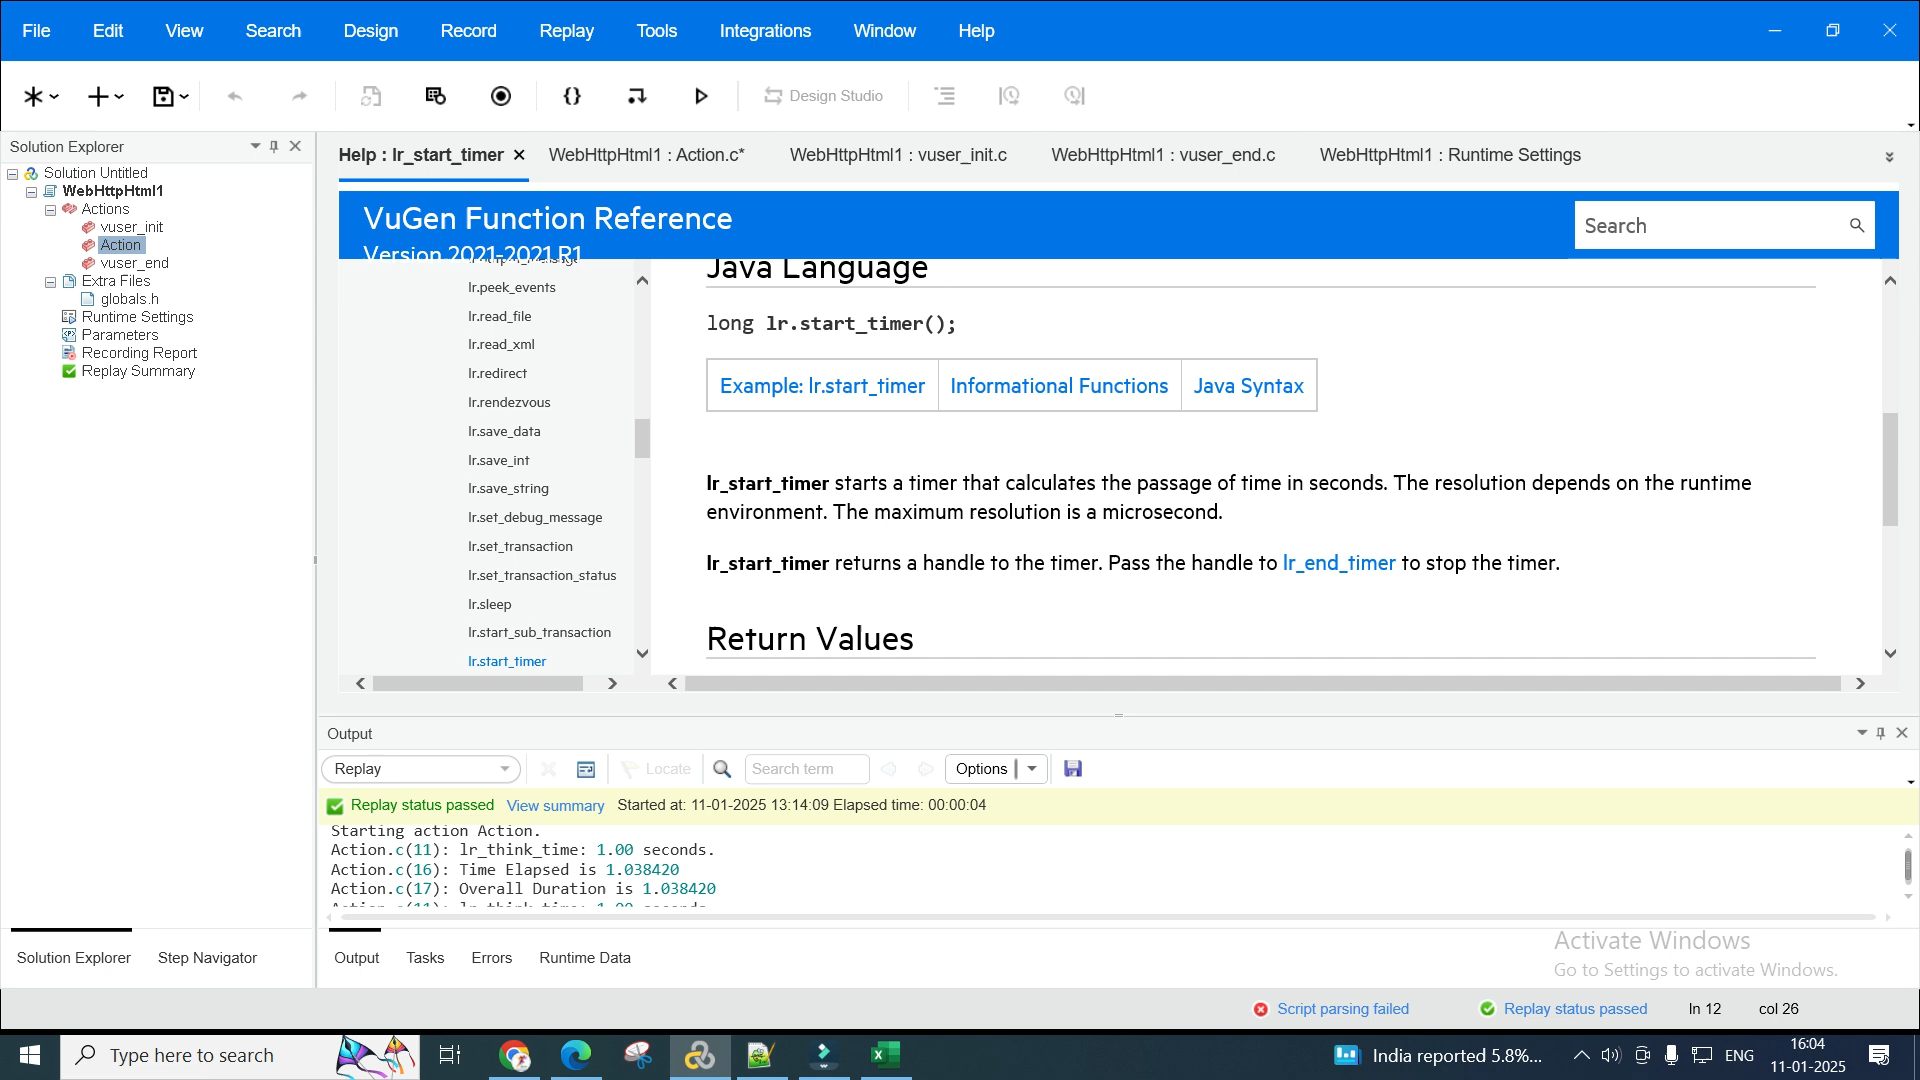 File Edit View Search Design Record Replay Tools Integrations Window Help
Design Studio
Solution Explorer
Solution Untitled
WebHttpHtml1
Actions
vuser_init
Action
vuser_end
Extra Files
globals.h
Runtime Settings
Parameters
Recording Report
Replay Summary
Help : lr_start_timer WebHttpHtml1 : Action.c* WebHttpHtml1 : vuser_init.c WebHttpHtml1 : vuser_end.c WebHttpHtml1 : Runtime Settings
VuGen Function Reference
Version 2021-2021 R1
Search
lr.peek_events
lr.read_file
lr.read_xml
lr.redirect
lr.rendezvous
lr.save_data
lr.save_int
lr.save_string
lr.set_debug_message
lr.set_transaction
lr.set_transaction_status
lr.sleep
lr.start_sub_transaction
lr.start_timer
Java Language
long lr.start_timer();
Example: lr.start_timer Informational Functions Java Syntax
lr_start_timer starts a timer that calculates the passage of time in seconds. The resolution depends on the runtime
environment. The maximum resolution is a microsecond.
lr_start_timer returns a handle to the timer. Pass the handle to lr_end_timer to stop the timer.
Return Values
Output
Replay Locate Search term Options
Replay status passed View summary Started at: 11-01-2025 13:14:09 Elapsed time: 00:00:04
Starting action Action.
Action.c(11): lr_think_time: 1.00 seconds.
Action.c(16): Time Elapsed is 1.038420
Action.c(17): Overall Duration is 1.038420
Action.c(11): lr_think_time: 1.00 seconds.
Solution Explorer Step Navigator
Output Tasks Errors Runtime Data
Activate Windows
Go to Settings to activate Windows.
Script parsing failed Replay status passed ln 12 col 26
Type here to search
India reported 5.8%... ENG
16:04
11-01-2025